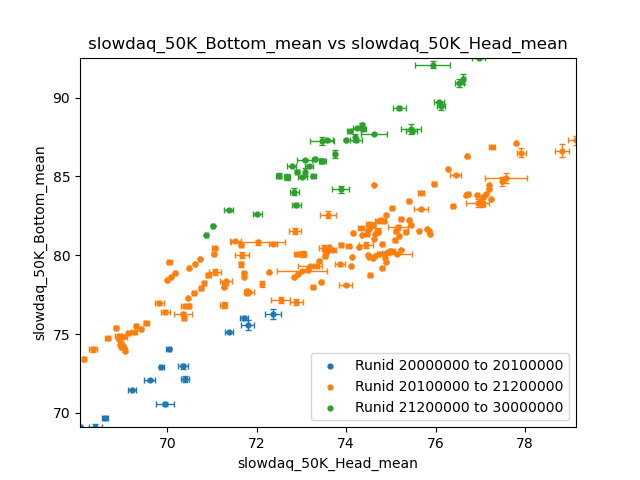 slowdaq_50K_Bottom_mean vs slowdaq_50K_Head_mean
slowdaq_50K_Bottom_mean
90
85
80
75
70
70 72 74 76 78
slowdaq_50K_Head_mean
Runid 20000000 to 20100000
Runid 20100000 to 21200000
Runid 21200000 to 30000000